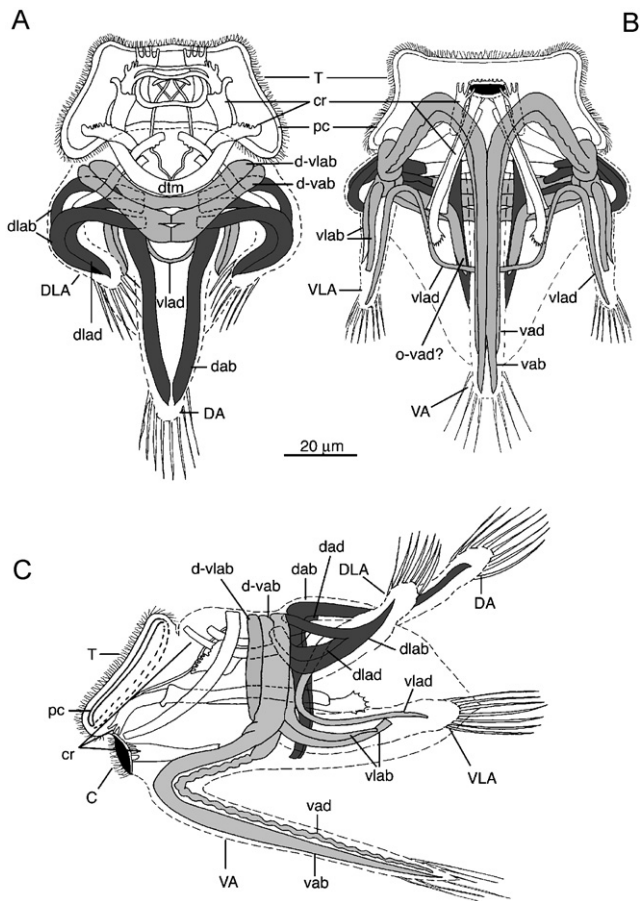 A
B
T
cr
pc
d-vlab
d-vab
dtm
dlab
vlab
DLA
vlad
VLA
vlad
vlad
dlad
o-vad?
vad
dab
vab
DA
VA
20 µm
C
d-vlab
d-vab
dab
dad
DLA
DA
T
dlab
dlad
vlad
pc
cr
vlab
VLA
C
vad
VA
vab